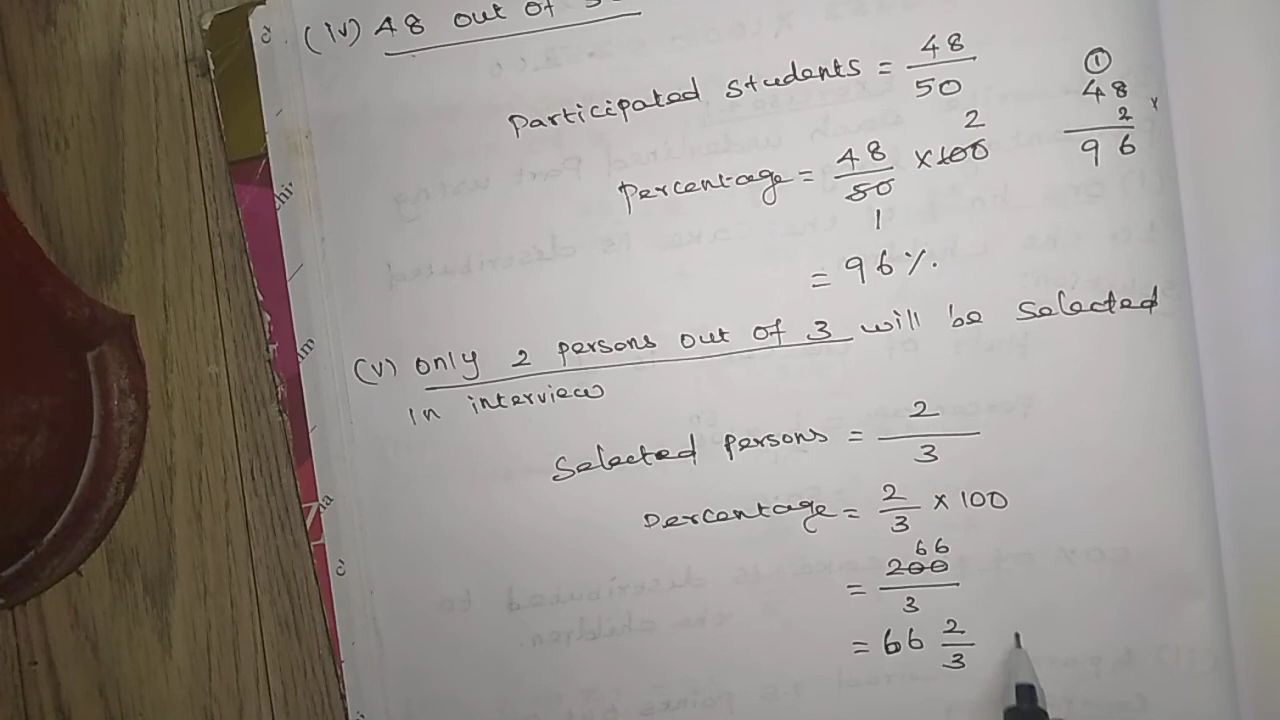 (iv) 48 out of
Participated students = 48/50
①
48
2 ×
96
Percentage = 48/50 × 100
2
1
= 96 %.
(v) only 2 persons out of 3 will be selected
in interview
Selected persons = 2/3
Percentage = 2/3 × 100
66
= 200/3
= 66 2/3